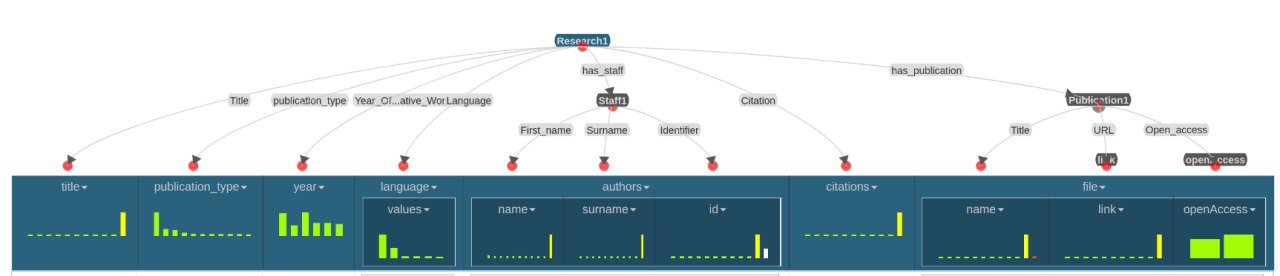 Research1
has_staff
has_publication
Title publication_type Year_Of...ative_Wor Language Staff1 Citation Publication1
First_name Surname Identifier Title URL Open_access
link openAccess
title publication_type year language authors citations file
values name surname id name link openAccess